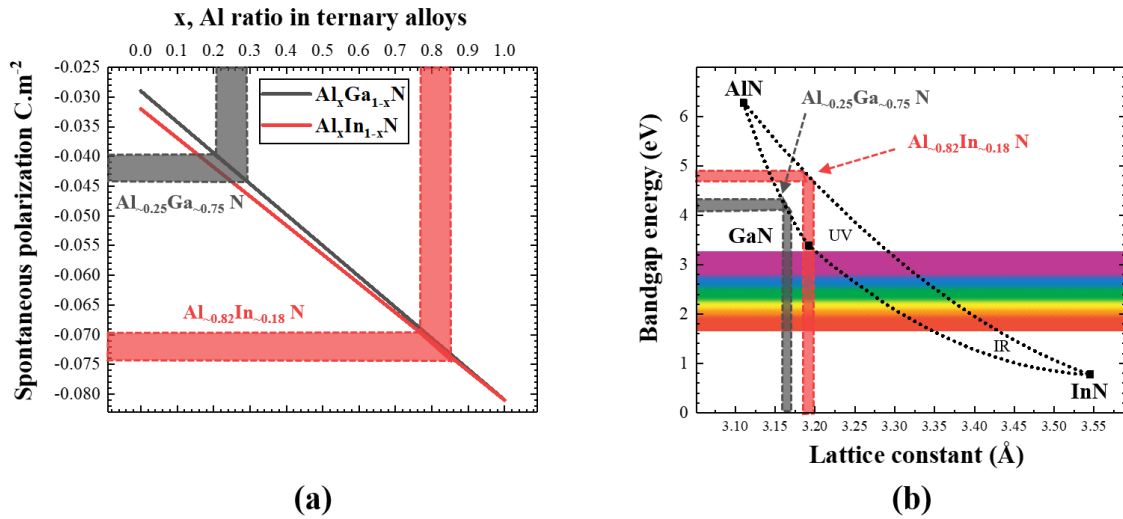 x, Al ratio in ternary alloys
0.0 0.1 0.2 0.3 0.4 0.5 0.6 0.7 0.8 0.9 1.0
Spontaneous polarization C.m-2
-0.025
-0.030
-0.035
-0.040
-0.045
-0.050
-0.055
-0.060
-0.065
-0.070
-0.075
-0.080
AlxGa1-xN
AlxIn1-xN
Al~0.25Ga~0.75 N
Al~0.82In~0.18 N
(a)
Bandgap energy (eV)
6
5
4
3
2
1
0
AlN
Al~0.25Ga~0.75 N
Al~0.82In~0.18 N
GaN
UV
IR
InN
3.10 3.15 3.20 3.25 3.30 3.35 3.40 3.45 3.50 3.55
Lattice constant (Å)
(b)